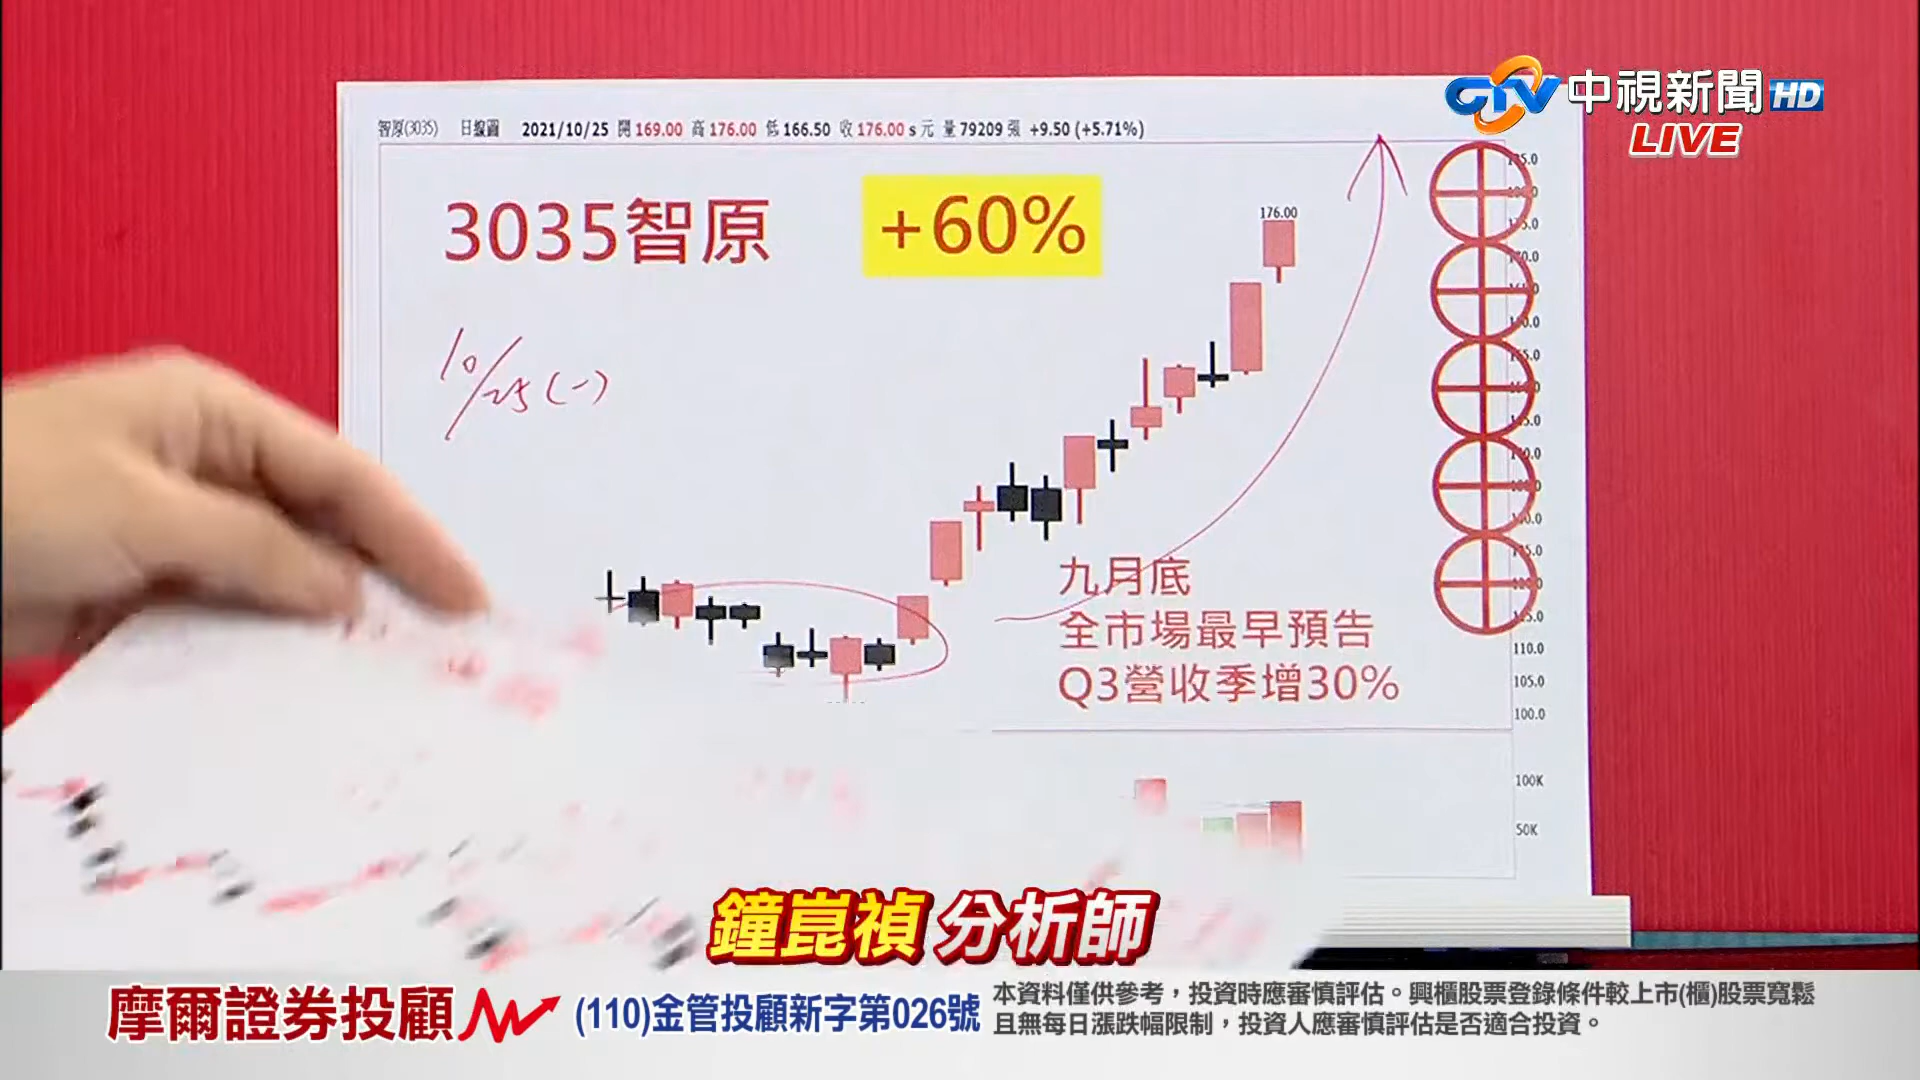 CTV 中視新聞 HD
LIVE
智原(3035) 日線圖 2021/10/25 開 169.00 高 176.00 低 166.50 收 176.00 s 元 量 79209 張 +9.50 (+5.71%)
3035智原 +60%
10/25(一)
176.00
九月底
全市場最早預告
Q3營收季增30%
110.0
105.0
100.0
100K
50K
鐘崑禎 分析師
摩爾證券投顧 (110)金管投顧新字第026號
本資料僅供參考，投資時應審慎評估。興櫃股票登錄條件較上市(櫃)股票寬鬆
且無每日漲跌幅限制，投資人應審慎評估是否適合投資。